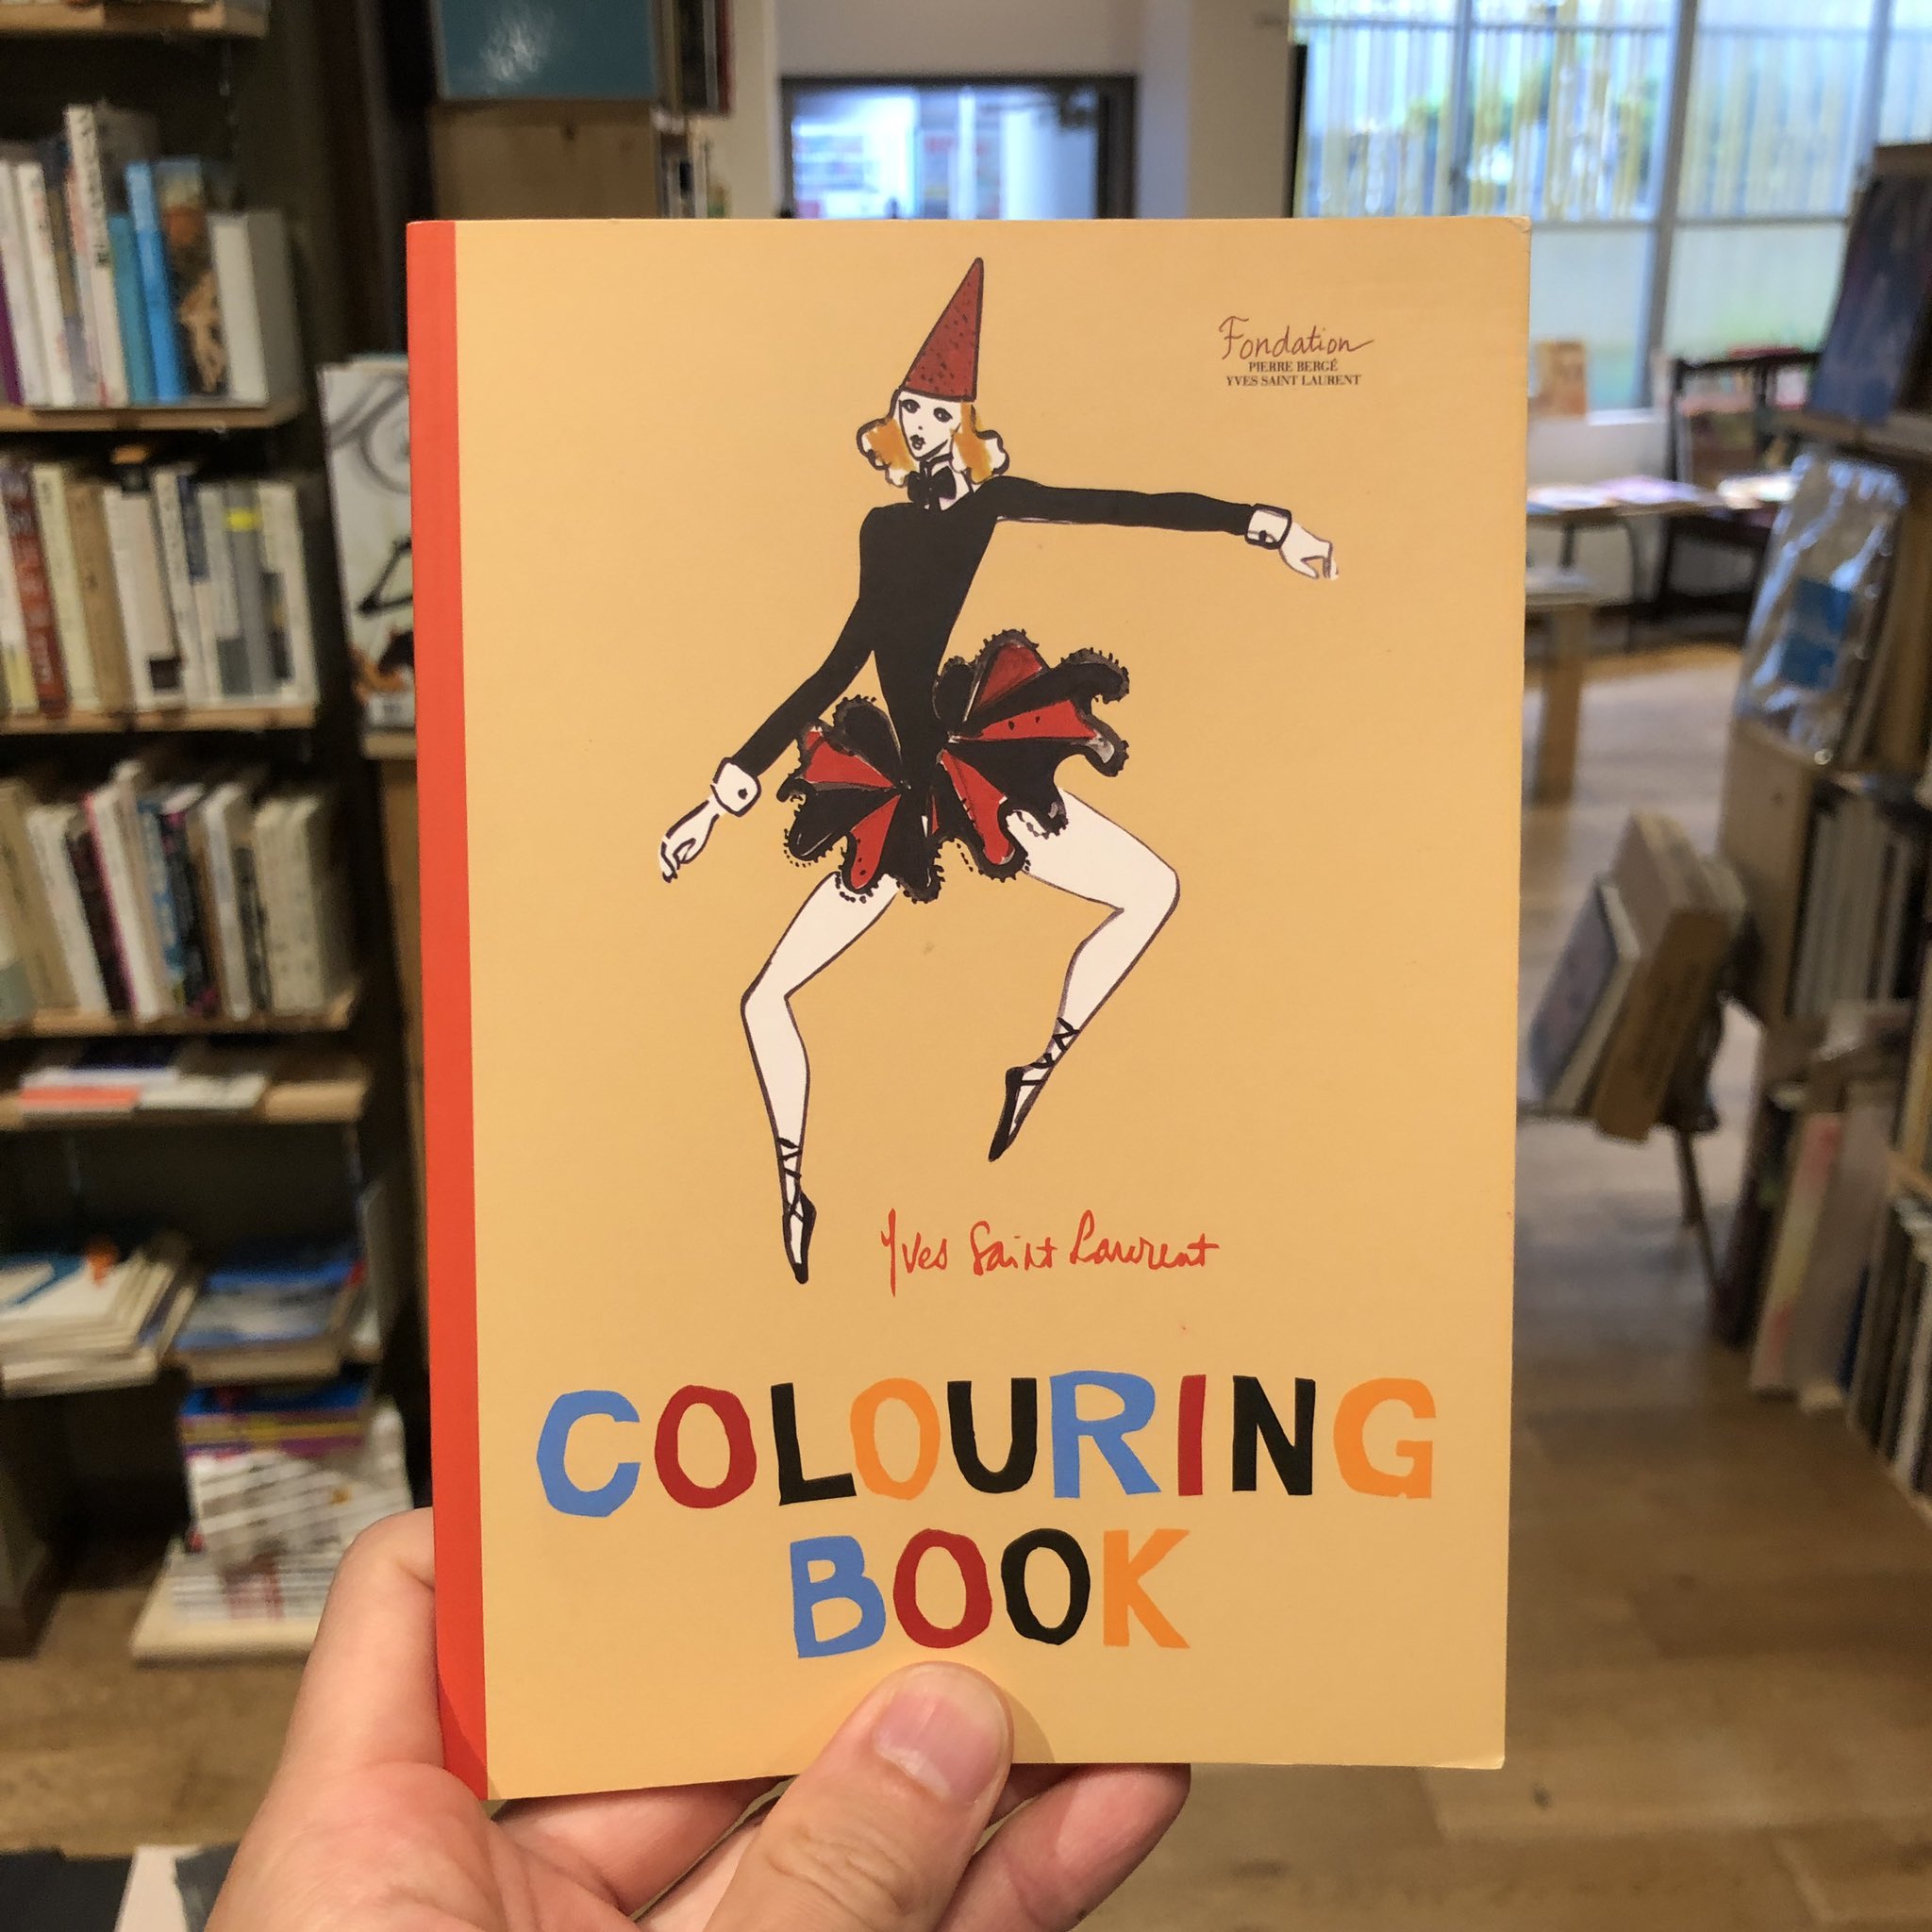 Fondation
PIERRE BERGÉ
YVES SAINT LAURENT
Yves Saint Laurent
COLOURING
BOOK